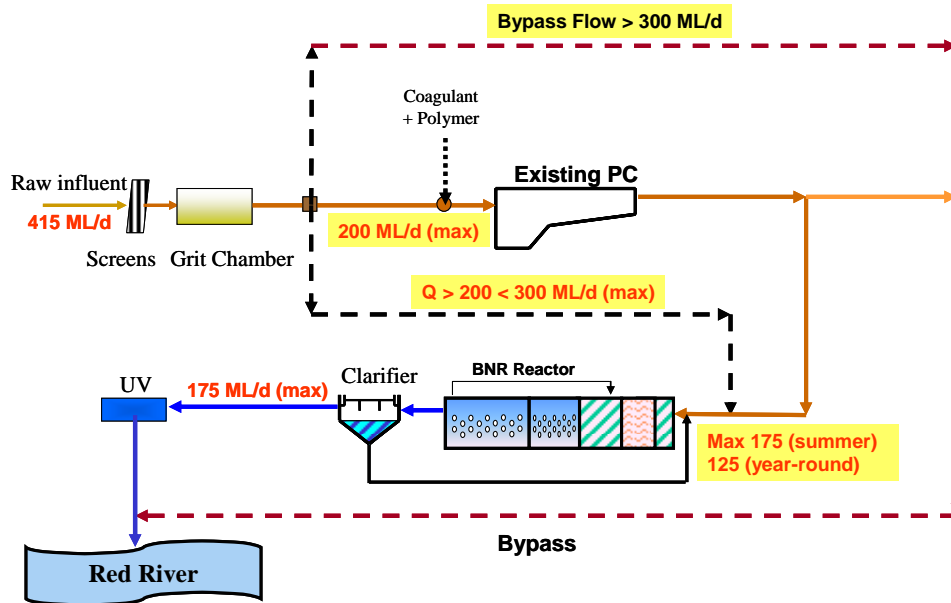 Bypass Flow > 300 ML/d
Coagulant
+ Polymer
Existing PC
Raw influent
415 ML/d
200 ML/d (max)
Screens
Grit Chamber
Q > 200 < 300 ML/d (max)
BNR Reactor
Clarifier
175 ML/d (max)
UV
Max 175 (summer)
125 (year-round)
Bypass
Red River